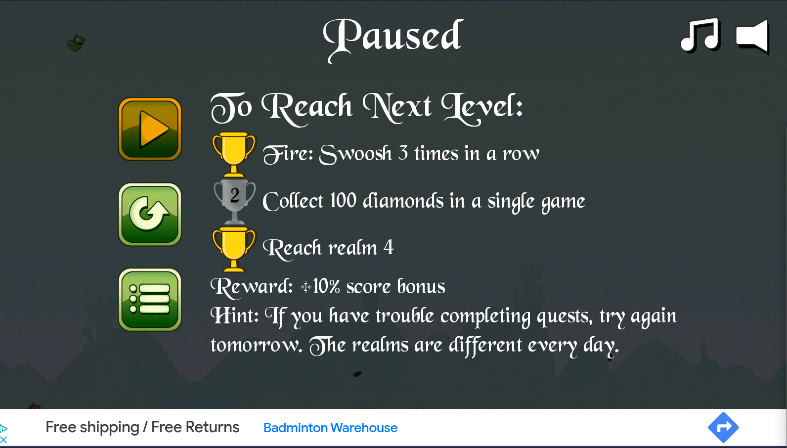 Paused
To Reach Next Level:
Fire: Swoosh 3 times in a row
2
Collect 100 diamonds in a single game
Reach realm 4
Reward: +10% score bonus
Hint: If you have trouble completing quests, try again
tomorrow. The realms are different every day.
Free shipping / Free Returns
Badminton Warehouse